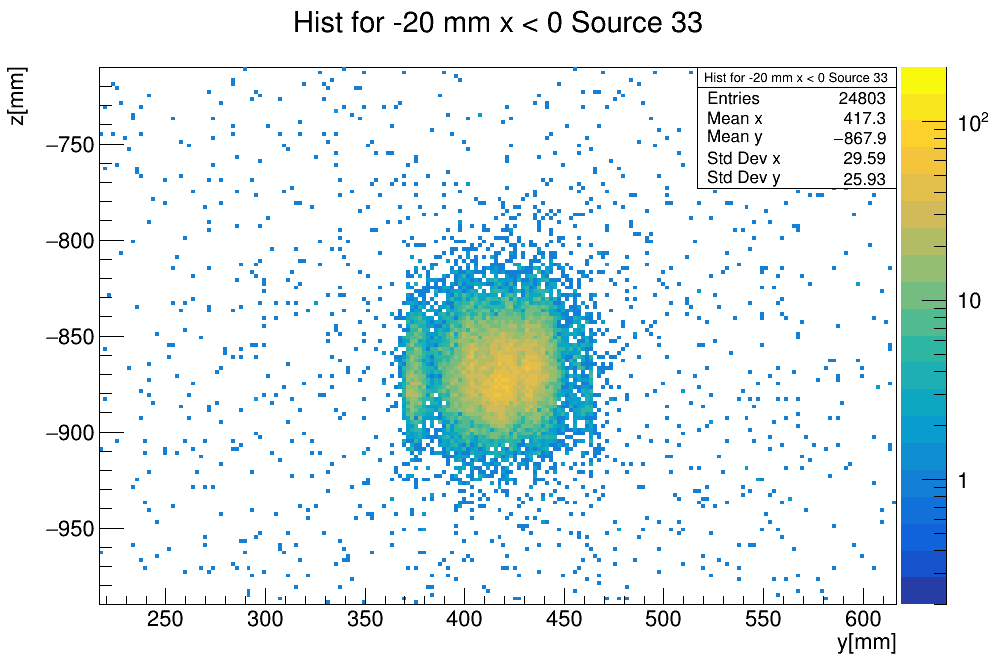 Hist for -20 mm x < 0 Source 33
z[mm]
Hist for -20 mm x < 0 Source 33
Entries 24803
Mean x 417.3
Mean y −867.9
Std Dev x 29.59
Std Dev y 25.93
10²
−750
−800
10
−850
−900
1
−950
250 300 350 400 450 500 550 600
y[mm]